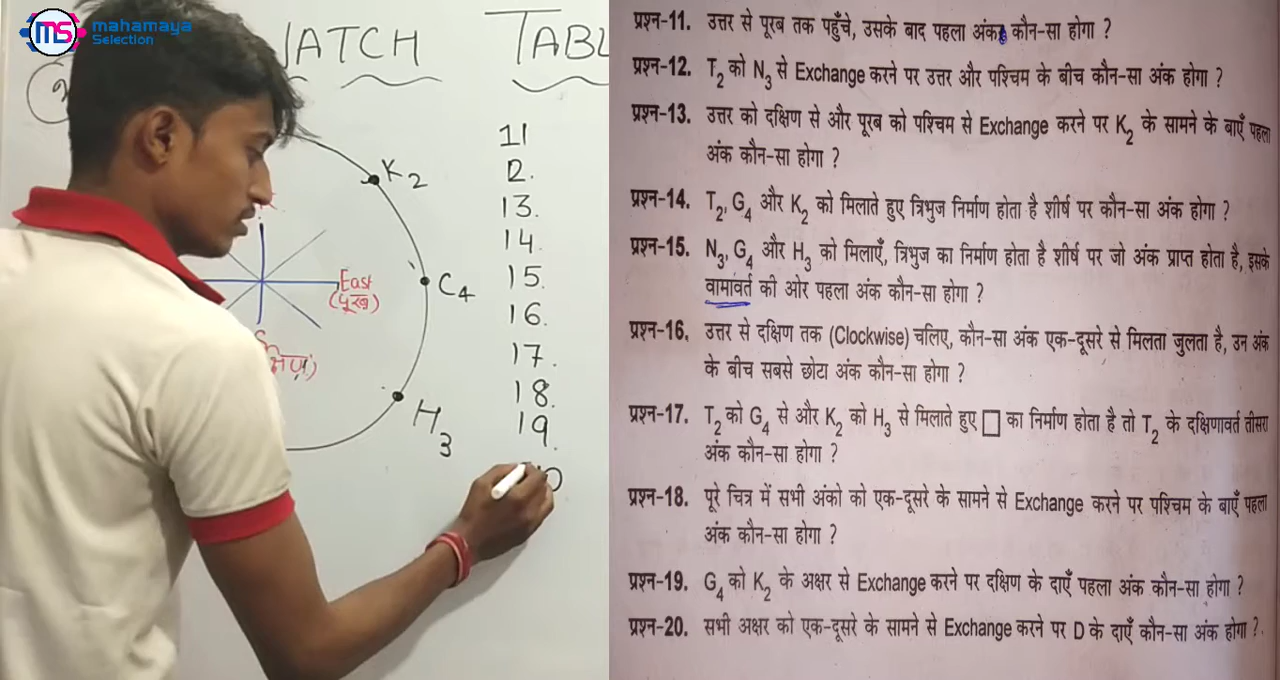 mahamaya
Selection
WATCH
TABL
K2
C4
East
(पूरब)
H3
11
12.
13.
14.
15.
16.
17.
18.
19.
प्रश्न-11. उत्तर से पूरब तक पहुँचे, उसके बाद पहला अंक कौन-सा होगा ?
प्रश्न-12. T2 को N3 से Exchange करने पर उत्तर और पश्चिम के बीच कौन-सा अंक होगा ?
प्रश्न-13. उत्तर को दक्षिण से और पूरब को पश्चिम से Exchange करने पर K2 के सामने के बाएँ पहला
अंक कौन-सा होगा ?
प्रश्न-14. T2, G4 और K2 को मिलाते हुए त्रिभुज निर्माण होता है शीर्ष पर कौन-सा अंक होगा ?
प्रश्न-15. N3, G4 और H3 को मिलाएँ, त्रिभुज का निर्माण होता है शीर्ष पर जो अंक प्राप्त होता है, इसके
वामावर्त की ओर पहला अंक कौन-सा होगा ?
प्रश्न-16. उत्तर से दक्षिण तक (Clockwise) चलिए, कौन-सा अंक एक-दूसरे से मिलता जुलता है, उन अंक
के बीच सबसे छोटा अंक कौन-सा होगा ?
प्रश्न-17. T2 को G4 से और K2 को H3 से मिलाते हुए □ का निर्माण होता है तो T2 के दक्षिणावर्त तीसरा
अंक कौन-सा होगा ?
प्रश्न-18. पूरे चित्र में सभी अंको को एक-दूसरे के सामने से Exchange करने पर पश्चिम के बाएँ पहला
अंक कौन-सा होगा ?
प्रश्न-19. G4 को K2 के अक्षर से Exchange करने पर दक्षिण के दाएँ पहला अंक कौन-सा होगा ?
प्रश्न-20. सभी अक्षर को एक-दूसरे के सामने से Exchange करने पर D के दाएँ कौन-सा अंक होगा ?